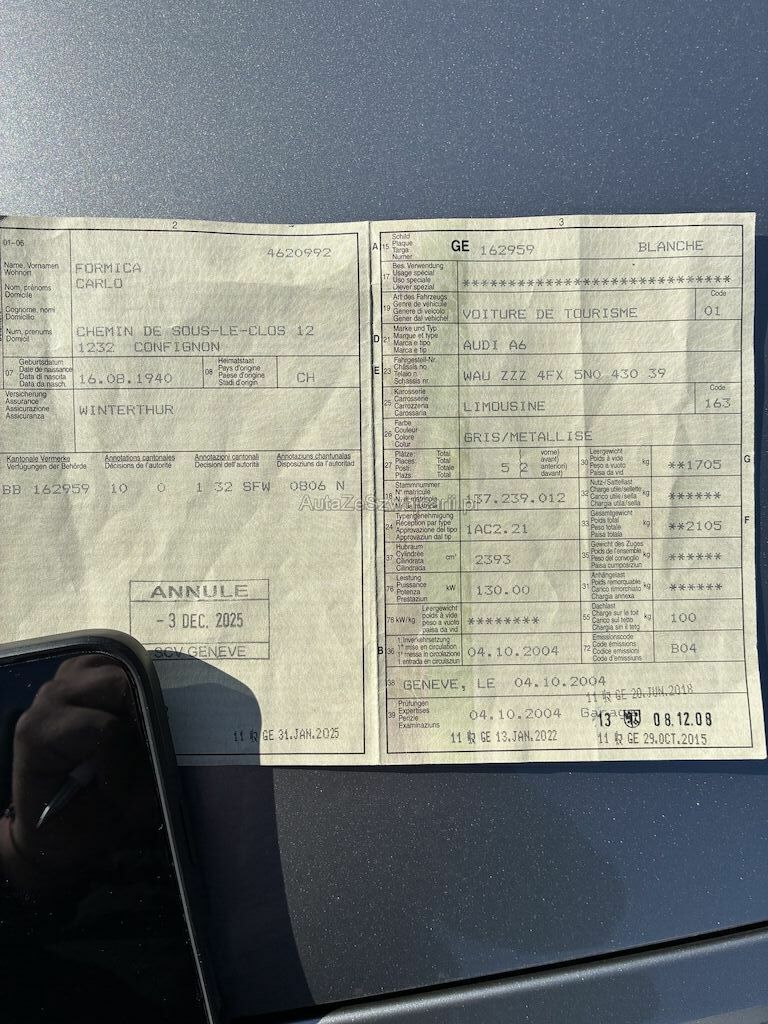 2
01-06
4620992
Name, Vornamen
Wohnort
Nom, prénoms
Domicile
Cognome, nomi
Domicilio
Num, prenums
Domicil
FORMICA
CARLO
CHEMIN DE SOUS-LE-CLOS 12
1232 CONFIGNON
07 Geburtsdatum
Date de naissance
Data di nascita
Data da nasch.
16.08.1940
08 Heimatstaat
Pays d'origine
Paese d'origine
Stadi d'origin
CH
Versicherung
Assurance
Assicurazione
Assicuranza
WINTERTHUR
Kantonale Vermerke
Verfügungen der Behörde
Annotations cantonales
Décisions de l'autorité
Annotazioni cantonali
Decisioni dell'autorità
Annotaziuns chantunalas
Disposiziuns da l'autoritad
BB 162959 10 0 1 32 SFW 0806 N
AutaZeSzwajcarii.pl
ANNULE
- 3 DEC. 2025
SCV GENEVE
11 GE 31.JAN.2025
3
A 15 Schild
Plaque
Targa
Numer
GE 162959 BLANCHE
17 Bes. Verwendung
Usage spécial
Uso speciale
Diever spezial
******************************
19 Art des Fahrzeugs
Genre de véhicule
Genere di veicolo
Gener dal vehichel
VOITURE DE TOURISME
Code
01
D 21 Marke und Typ
Marque et type
Marca e tipo
Marca e tip
AUDI A6
E 23 Fahrgestell-Nr.
Châssis no
Telaio n.
Schassis nr.
WAU ZZZ 4FX 5N0 430 39
25 Karosserie
Carrosserie
Carrozzeria
Carossaria
LIMOUSINE
Code
163
26 Farbe
Couleur
Colore
Colur
GRIS/METALLISE
27 Plätze: Total
Places: Total
Posti: Totale
Plazs: Total
5 2
vorne)
avant)
anteriori)
davant)
30 Leergewicht
Poids à vide
Peso a vuoto
Paisa da vid
kg
**1705
G
18 Stammnummer
N° matricule
137.239.012
Nutz-/Sattellast
Charge utile/sellette
Carico utile/sella
Chargia utila/sella
kg
******
24 Typengenehmigung
Réception par type
Approvazione del tipo
Approvaziun dal tip
1AC2.21
33 Gesamtgewicht
Poids total
Peso totale
Paisa totala
kg
**2105
F
37 Hubraum
Cylindrée
Cilindrata
Cilindrada
cm³
2393
35 Gewicht des Zuges
Poids de l'ensemble
Peso del convoglio
Paisa cumposiziun
kg
******
76 Leistung
Puissance
Potenza
Prestaziun
kW
130.00
31 Anhängelast
Poids remorquable
Carico rimorchiato
Chargia annexa
kg
******
78 kW/kg
Leergewicht
poids à vide
peso a vuoto
paisa da vid
********
55 Dachlast
Charge sur le toit
Carico sul tetto
Chargia sin il tetg
kg
100
B 36 1. Inverkehrsetzung
1re mise en circulation
1a messa in circolazione
1. entrada en circulaziun
04.10.2004
72 Emissionscode
Code émissions
Codice emissioni
Code d'emissiuns
B04
38 GENEVE, LE 04.10.2004
11 GE 20.JUN.2018
39 Prüfungen
Expertises
Perizie
Examinaziuns
04.10.2004
13 08.12.08
11 GE 13.JAN.2022
11 GE 29.OCT.2015